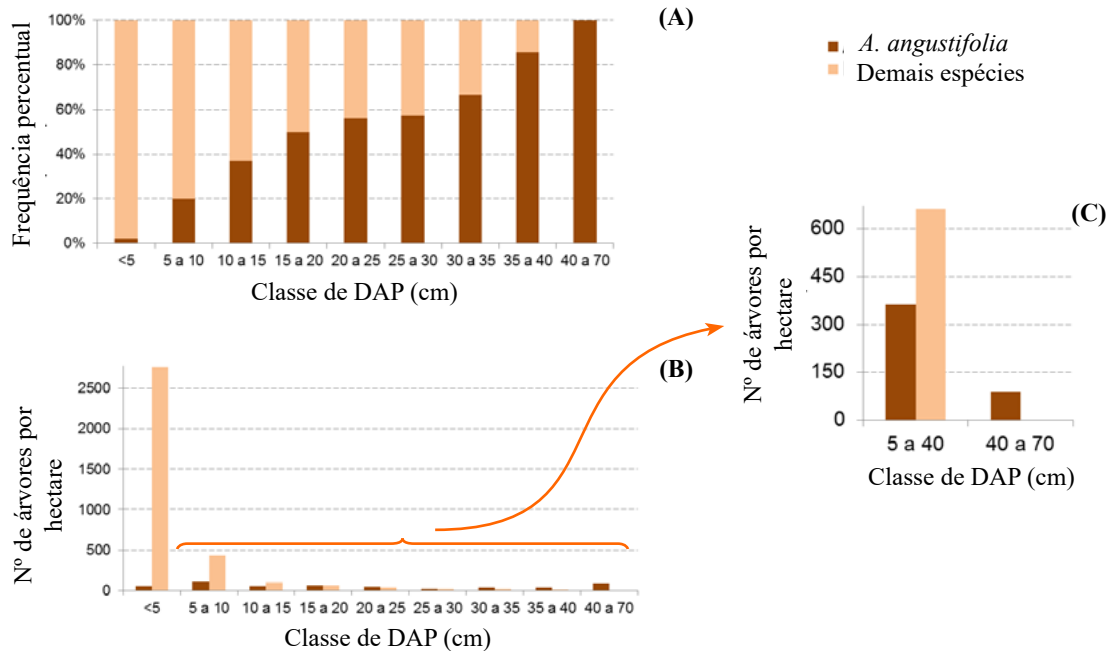 (A)
Frequência percentual
100%
80%
60%
40%
20%
0%
<5 5 a 10 10 a 15 15 a 20 20 a 25 25 a 30 30 a 35 35 a 40 40 a 70
Classe de DAP (cm)
A. angustifolia
Demais espécies
(B)
Nº de árvores por
hectare
2500
2000
1500
1000
500
0
<5 5 a 10 10 a 15 15 a 20 20 a 25 25 a 30 30 a 35 35 a 40 40 a 70
Classe de DAP (cm)
(C)
Nº de árvores por
hectare
600
450
300
150
0
5 a 40 40 a 70
Classe de DAP (cm)